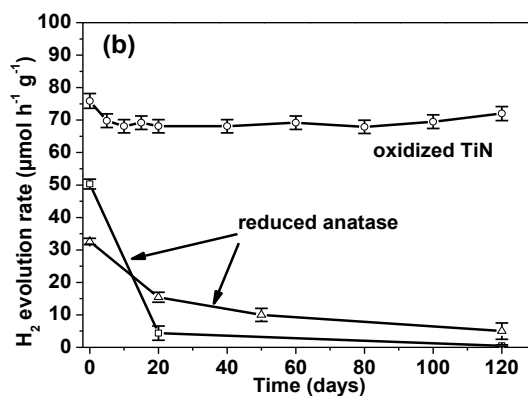 (b)
H₂ evolution rate (μmol h⁻¹ g⁻¹)
100
90
80
70
60
50
40
30
20
10
0
oxidized TiN
reduced anatase
0 20 40 60 80 100 120
Time (days)